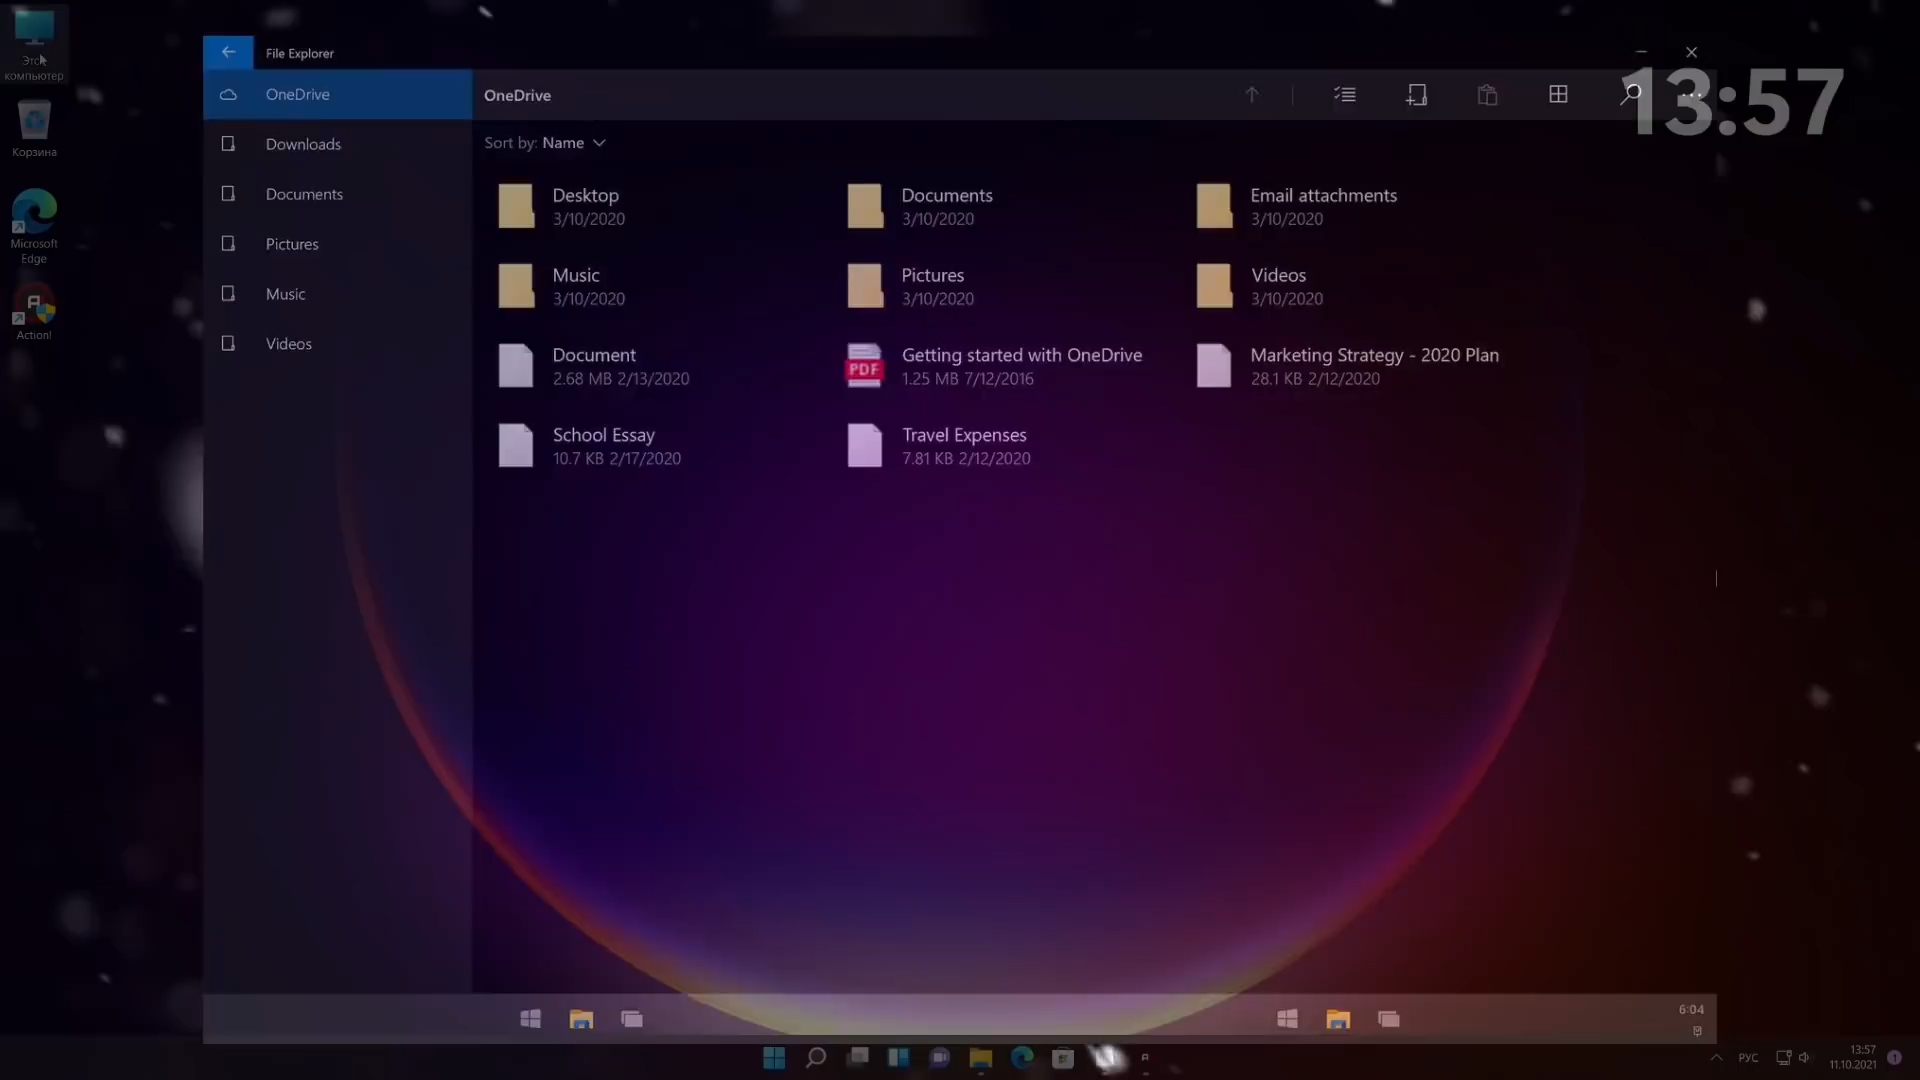 Этот
компьютер
Корзина
Microsoft
Edge
Action!
File Explorer
13:57
OneDrive
Downloads
Documents
Pictures
Music
Videos
OneDrive
Sort by: Name
Desktop
3/10/2020
Documents
3/10/2020
Email attachments
3/10/2020
Music
3/10/2020
Pictures
3/10/2020
Videos
3/10/2020
Document
2.68 MB 2/13/2020
PDF
Getting started with OneDrive
1.25 MB 7/12/2016
Marketing Strategy - 2020 Plan
28.1 KB 2/12/2020
School Essay
10.7 KB 2/17/2020
Travel Expenses
7.81 KB 2/12/2020
6:04
РУС
13:57
11.10.2021
1